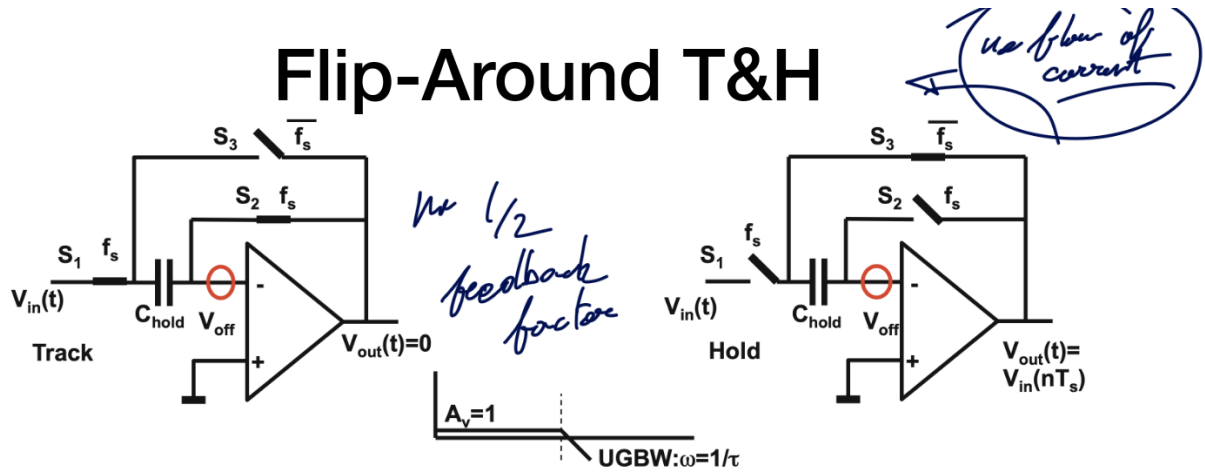 no flow of
current
Flip-Around T&H
S3 fs
S2 fs
S1 fs
Vin(t)
Chold
Voff
-
+
Vout(t)=0
Track
no 1/2
feedback
factor
Av=1
UGBW:ω=1/τ
S3 fs
S2 fs
S1 fs
Vin(t)
Chold
Voff
-
+
Hold
Vout(t)=
Vin(nTs)